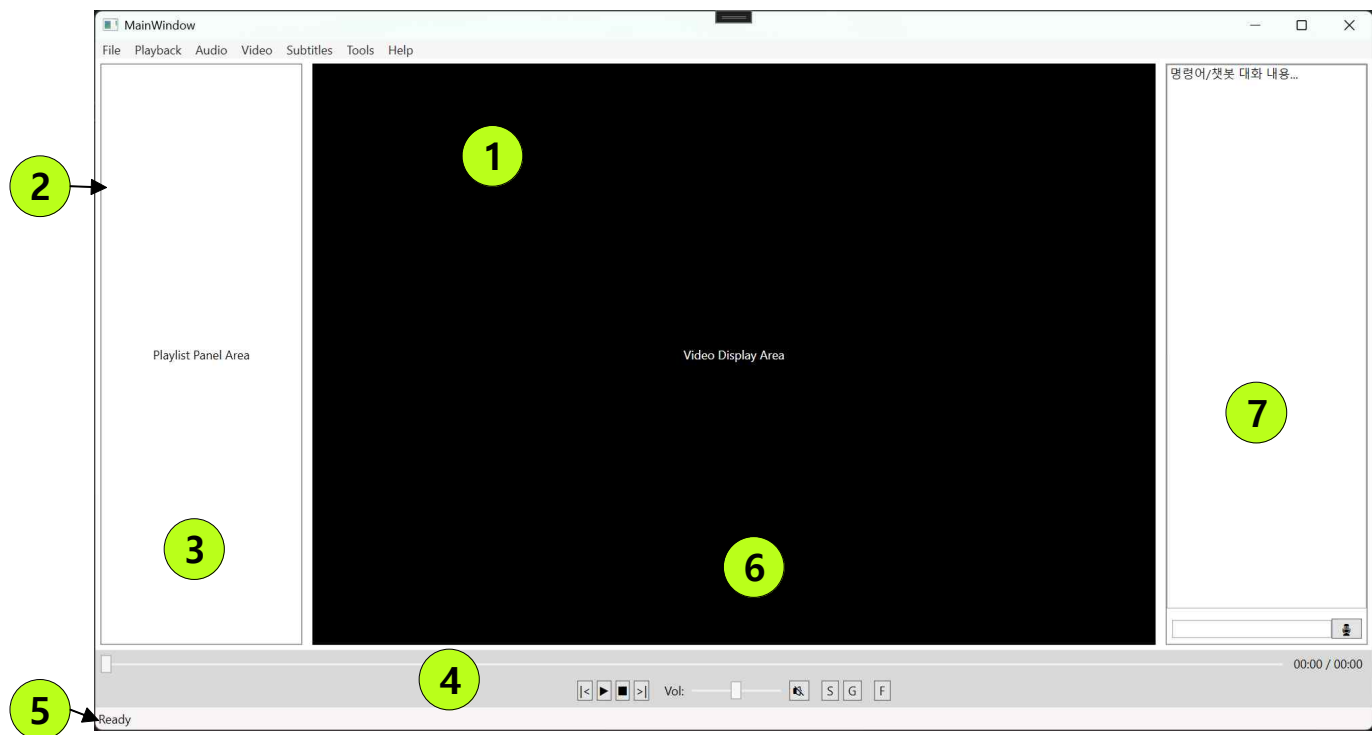 MainWindow
File Playback Audio Video Subtitles Tools Help
명령어/챗봇 대화 내용...
1
2
Playlist Panel Area
Video Display Area
7
3
6
00:00 / 00:00
4
|< ▶ ■ >| Vol: S G F
5
Ready